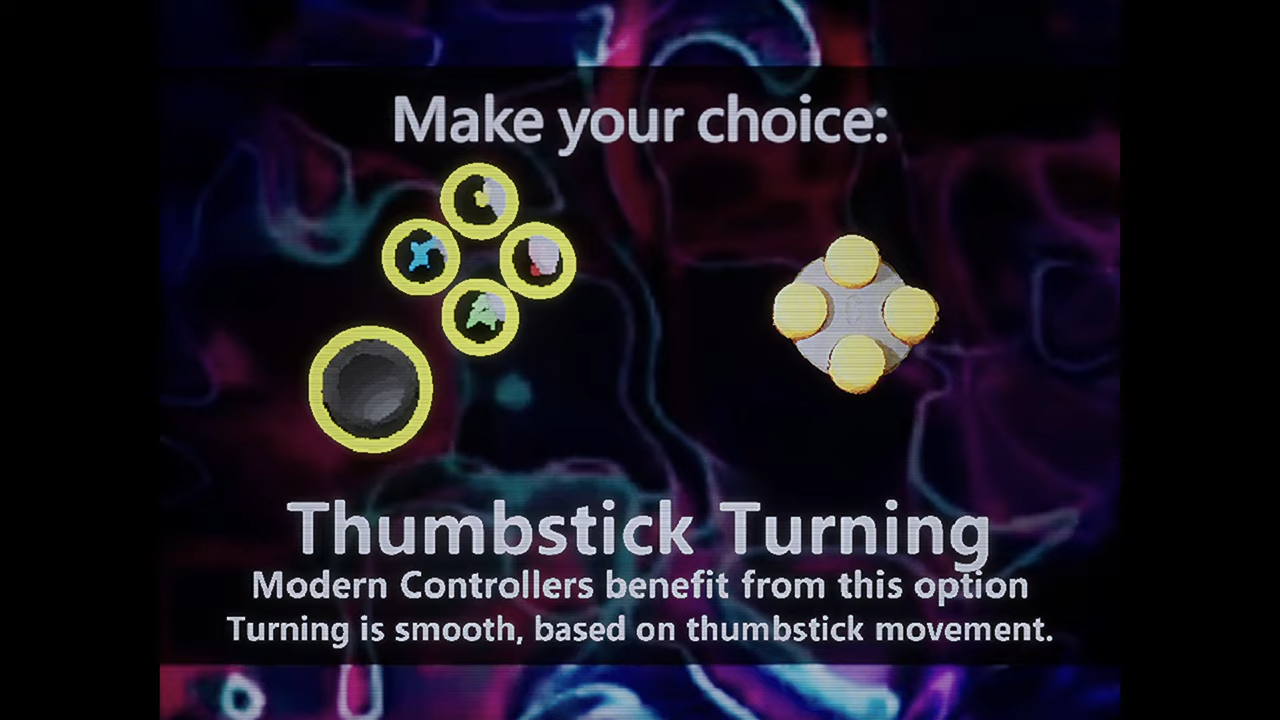 Make your choice:
X
A
Thumbstick Turning
Modern Controllers benefit from this option
Turning is smooth, based on thumbstick movement.